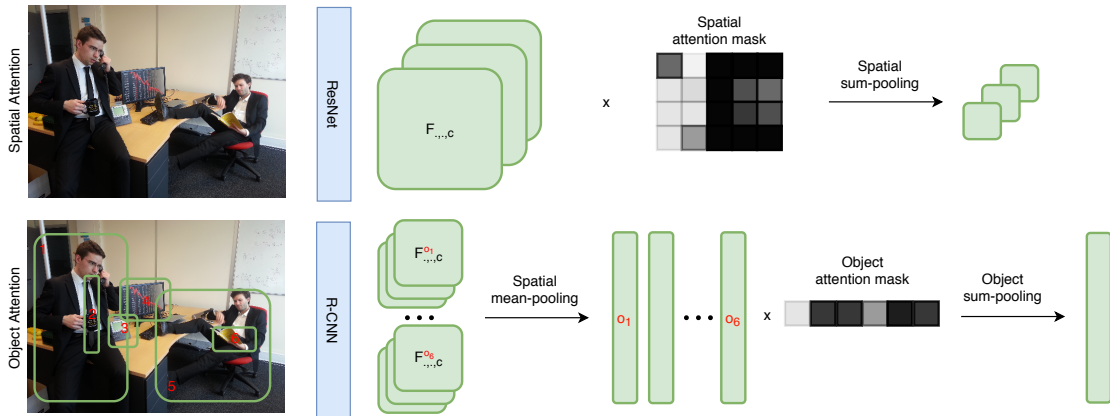 Spatial Attention
ResNet
F.,.,c
x
Spatial
attention mask
Spatial
sum-pooling
Object Attention
1
2
3
4
5
6
R-CNN
F.,.,c o1
F.,.,c o6
Spatial
mean-pooling
o1
o6
x
Object
attention mask
Object
sum-pooling